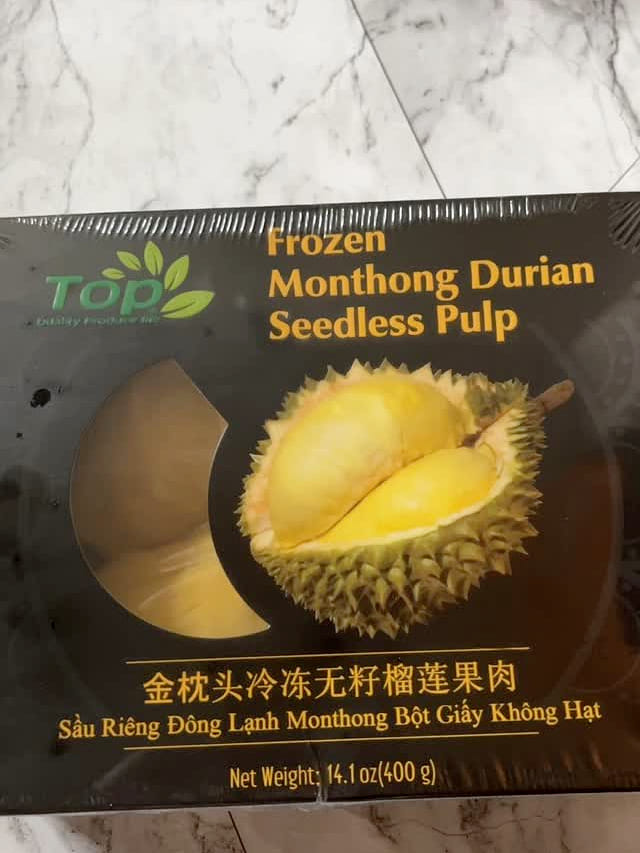 Frozen
Top
Monthong Durian
Seedless Pulp
金枕头冷冻无籽榴莲果肉
Sầu Riêng Đông Lạnh Monthong Bột Giấy Không Hạt
Net Weight: 14.1 oz(400 g)